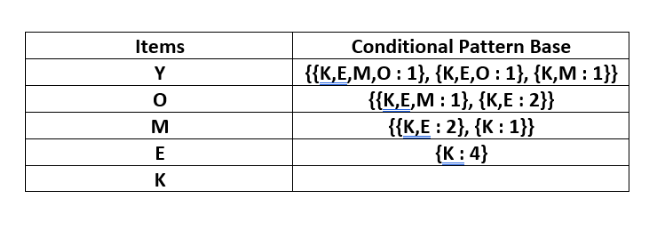 Items Conditional Pattern Base
Y {{K,E,M,O : 1}, {K,E,O : 1}, {K,M : 1}}
O {{K,E,M : 1}, {K,E : 2}}
M {{K,E : 2}, {K : 1}}
E {K : 4}
K